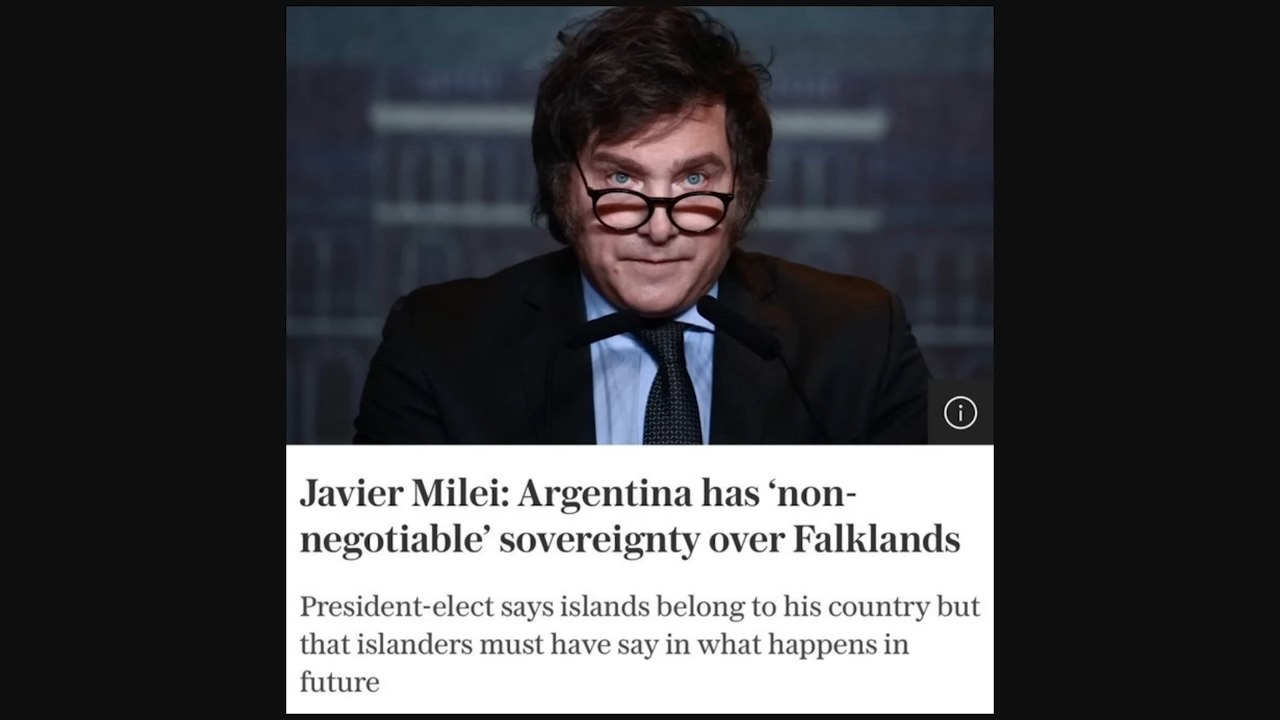 Javier Milei: Argentina has ‘non-
negotiable’ sovereignty over Falklands
President-elect says islands belong to his country but
that islanders must have say in what happens in
future